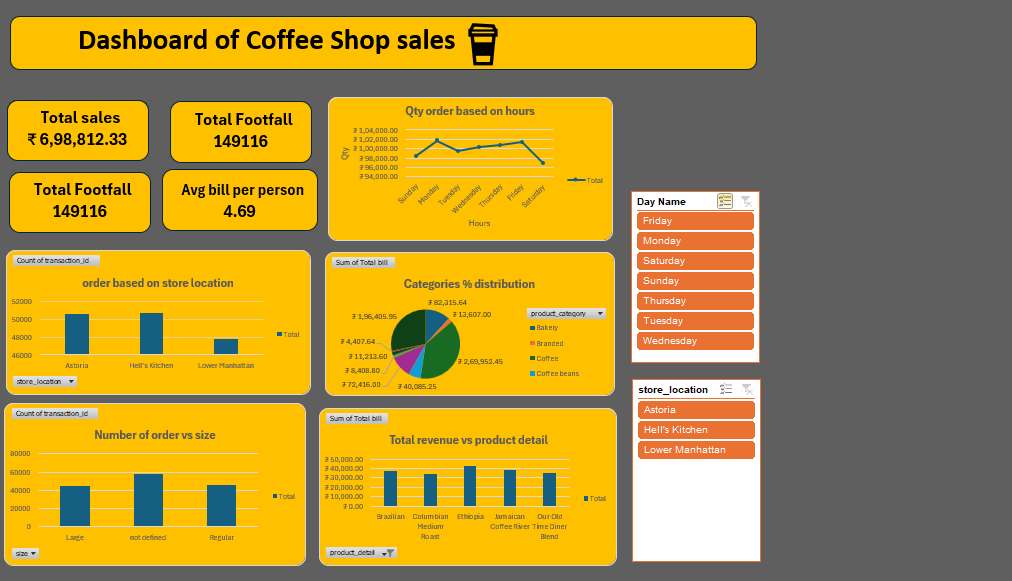 Dashboard of Coffee Shop sales
Total sales
₹ 6,98,812.33
Total Footfall
149116
Total Footfall
149116
Avg bill per person
4.69
Qty order based on hours
₹ 1,04,000.00
₹ 1,02,000.00
₹ 1,00,000.00
₹ 98,000.00
₹ 96,000.00
₹ 94,000.00
Qty
Sunday
Monday
Tuesday
Wednesday
Thursday
Friday
Saturday
Hours
Total
Count of transaction_id
order based on store location
52000
50000
48000
46000
Astoria
Hell's Kitchen
Lower Manhattan
Total
store_location
Sum of Total bill
Categories % distribution
₹ 82,315.64
₹ 13,607.00
₹ 2,69,952.45
₹ 40,085.25
₹ 72,416.00
₹ 8,408.80
₹ 11,213.60
₹ 4,407.64
₹ 1,96,405.95
product_category
Bakery
Branded
Coffee
Coffee beans
Count of transaction_id
Number of order vs size
80000
60000
40000
20000
0
Large
not defined
Regular
Total
size
Sum of Total bill
Total revenue vs product detail
₹ 50,000.00
₹ 40,000.00
₹ 30,000.00
₹ 20,000.00
₹ 10,000.00
₹ 0.00
Brazilian
Columbian
Medium
Roast
Ethiopia
Jamaican
Coffee River
Our Old
Time Diner
Blend
Total
product_detail
Day Name
Friday
Monday
Saturday
Sunday
Thursday
Tuesday
Wednesday
store_location
Astoria
Hell's Kitchen
Lower Manhattan